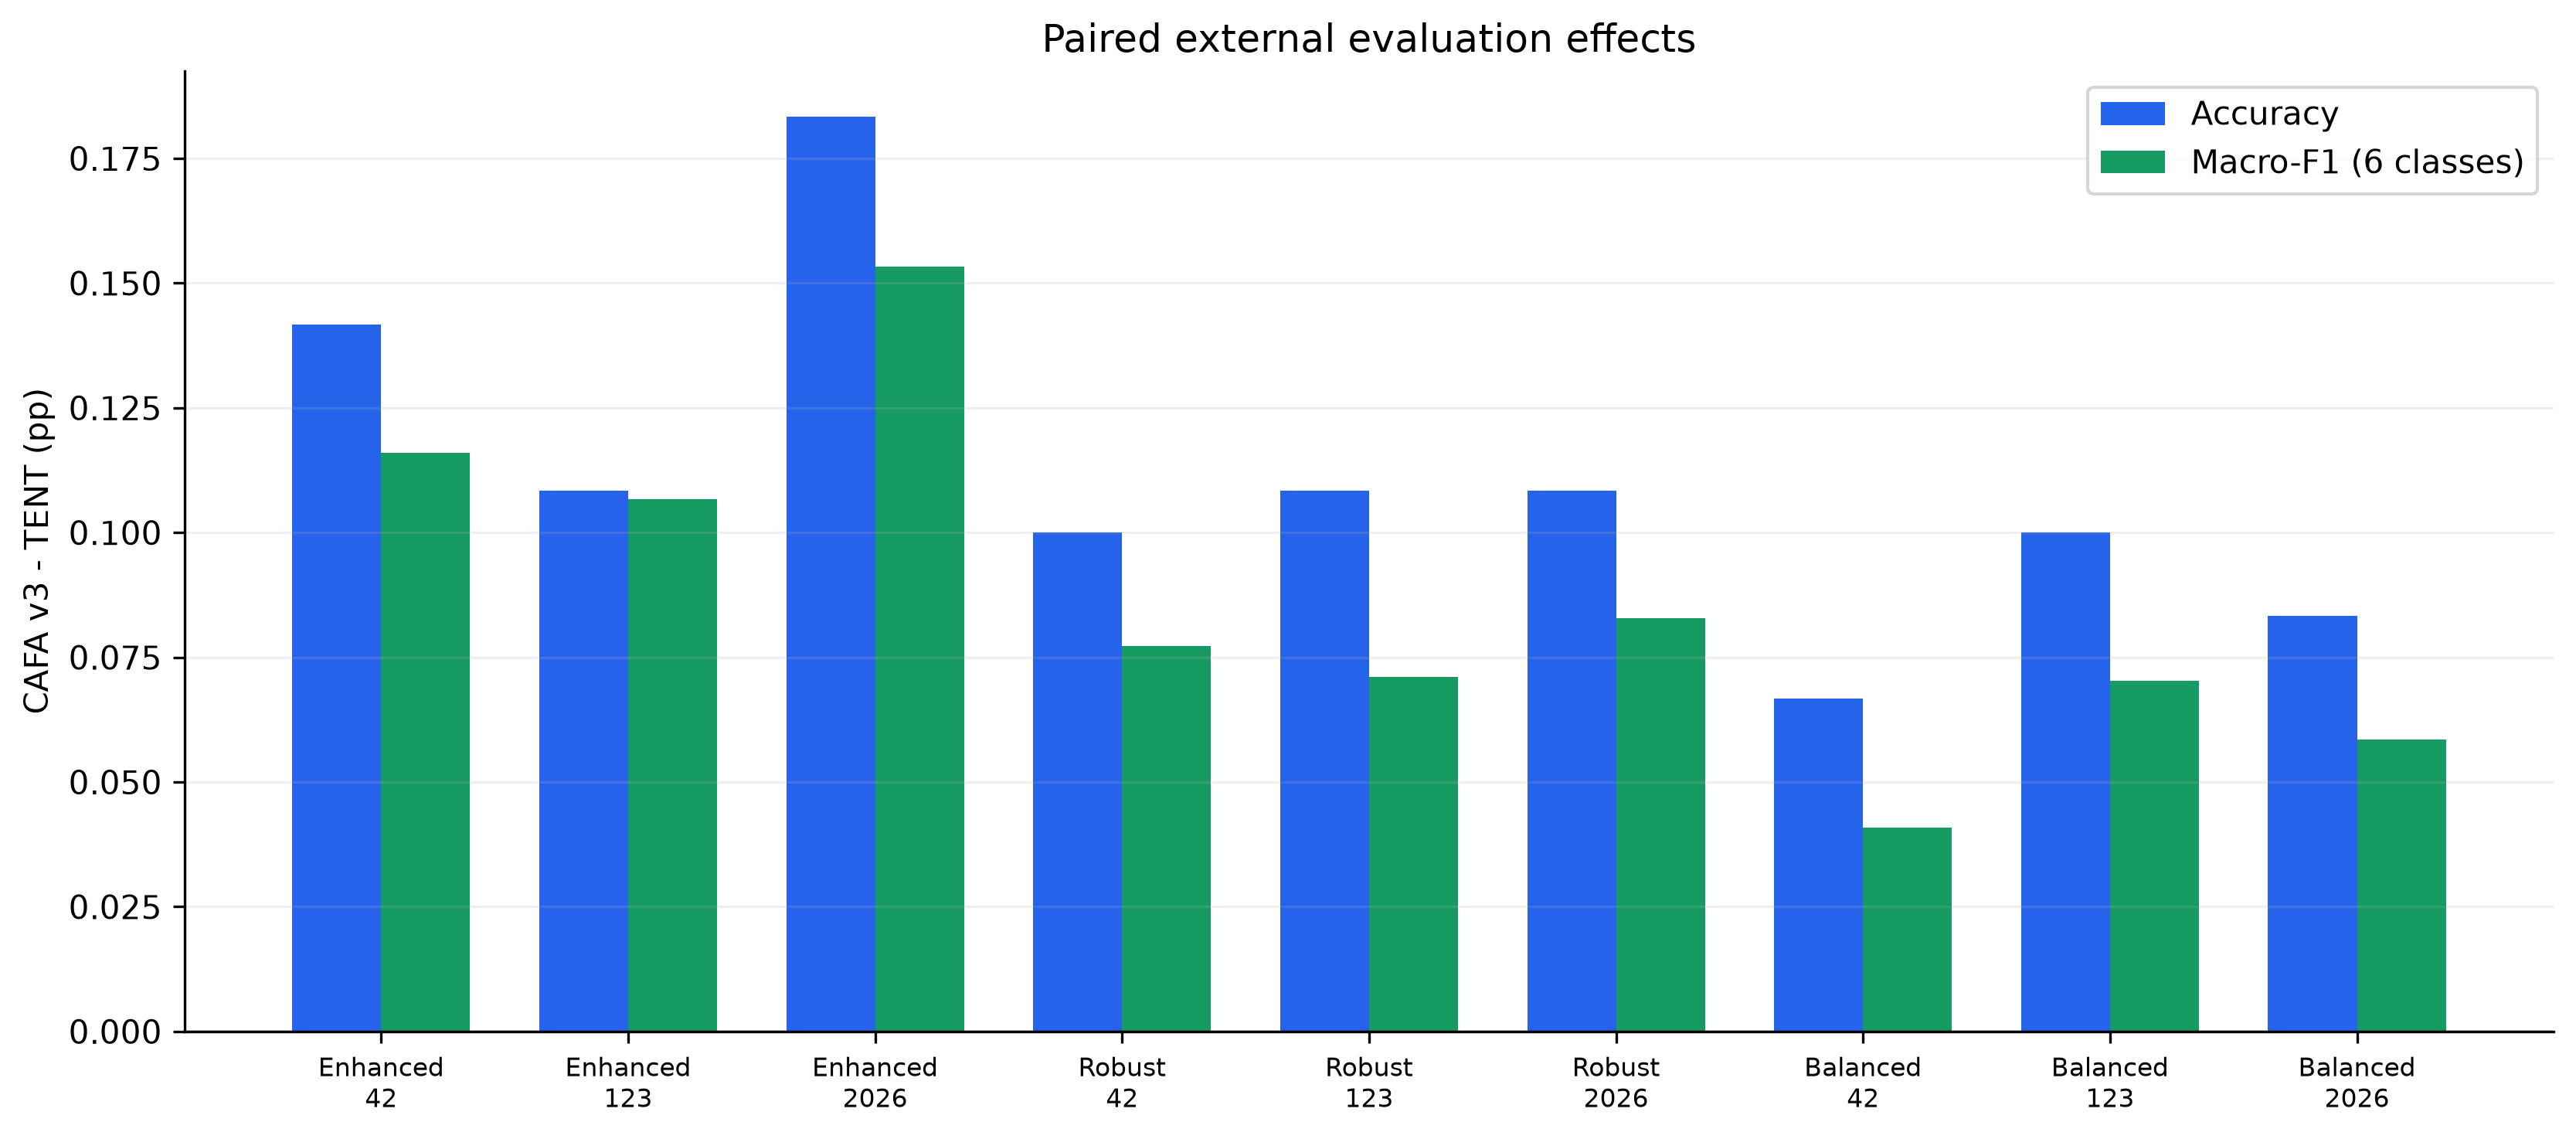 Paired external evaluation effects
Accuracy
Macro-F1 (6 classes)
CAFA v3 - TENT (pp)
0.175
0.150
0.125
0.100
0.075
0.050
0.025
0.000
Enhanced
42
Enhanced
123
Enhanced
2026
Robust
42
Robust
123
Robust
2026
Balanced
42
Balanced
123
Balanced
2026